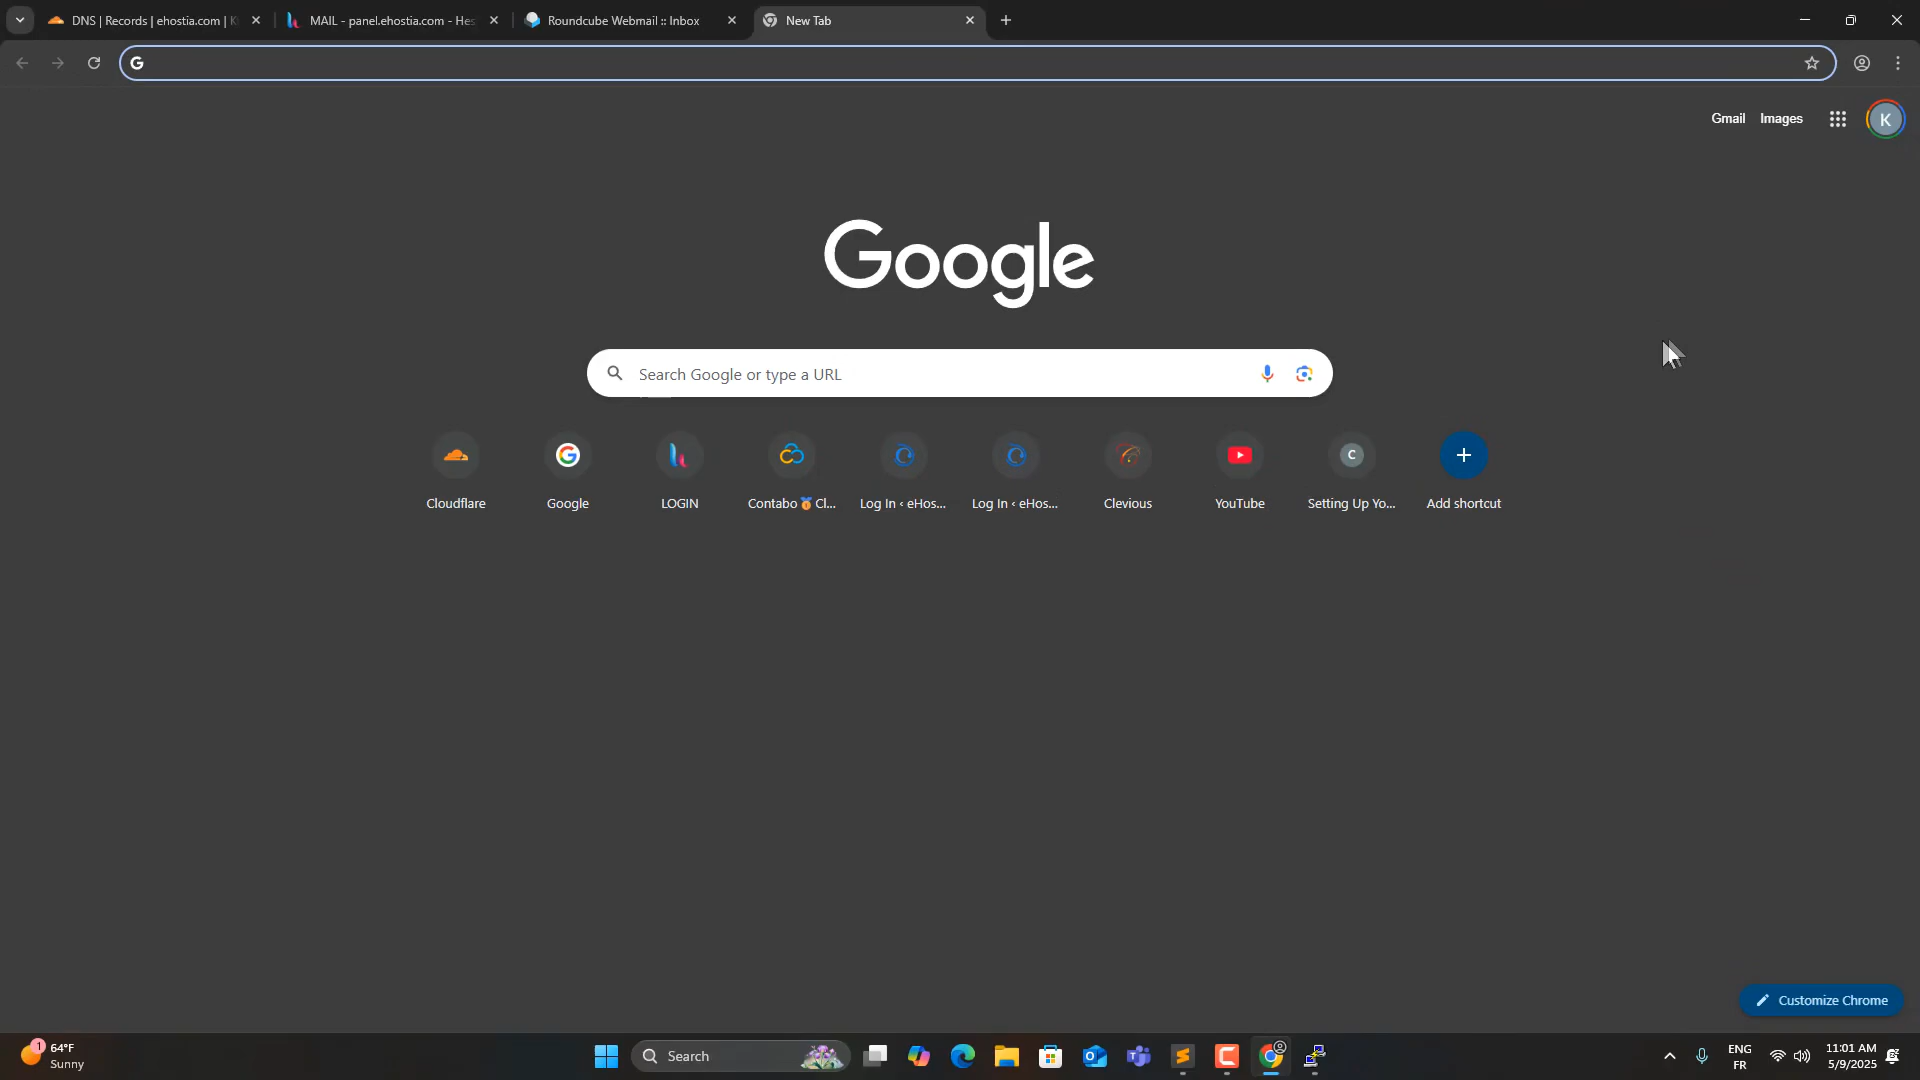 DNS | Records | ehostia.com |
MAIL - panel.ehostia.com - Hes
Roundcube Webmail :: Inbox
New Tab
Gmail
Images
K
Google
Search Google or type a URL
C
Cloudflare
Google
LOGIN
Contabo🥇Cl...
Log In ‹ eHos...
Log In ‹ eHos...
Clevious
YouTube
Setting Up Yo...
Add shortcut
Customize Chrome
1
64°F
Sunny
Search
ENG
FR
11:01 AM
5/9/2025